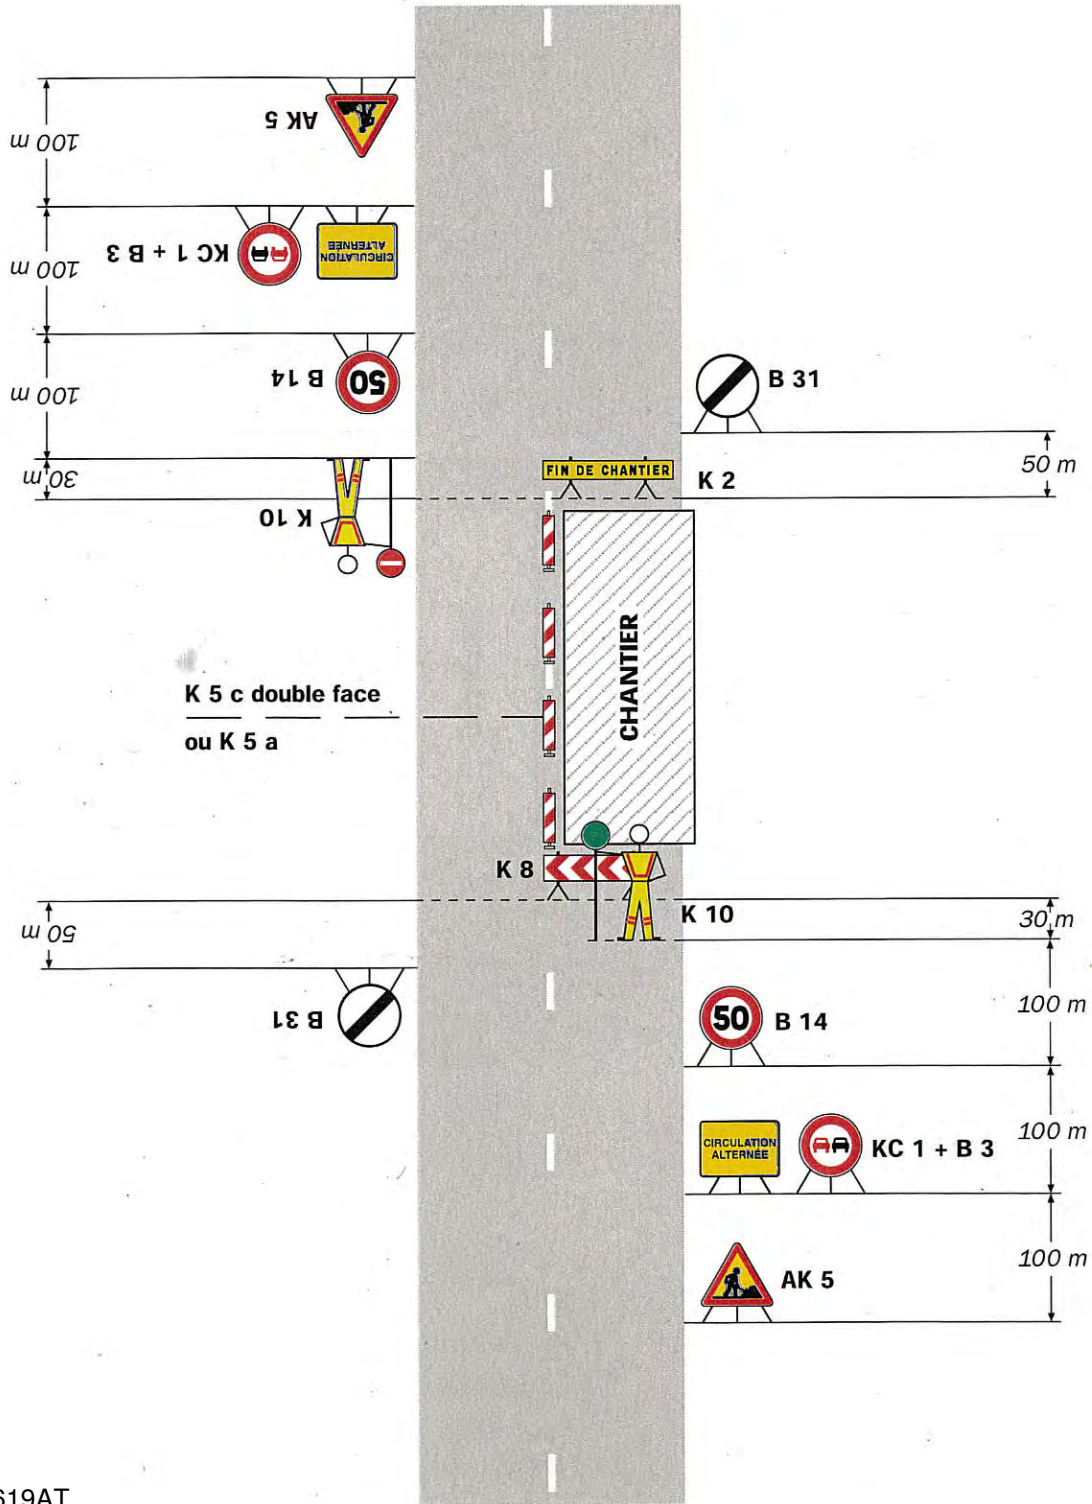 AK 5
100 m
CIRCULATION
ALTERNÉE
KC 1 + B 3
100 m
50
B 14
100 m
B 31
50 m
30 m
FIN DE CHANTIER
K 2
K 10
CHANTIER
K 5 c double face
ou K 5 a
K 8
K 10
30 m
50 m
B 31
50
B 14
100 m
CIRCULATION
ALTERNÉE
KC 1 + B 3
100 m
AK 5
100 m
619AT